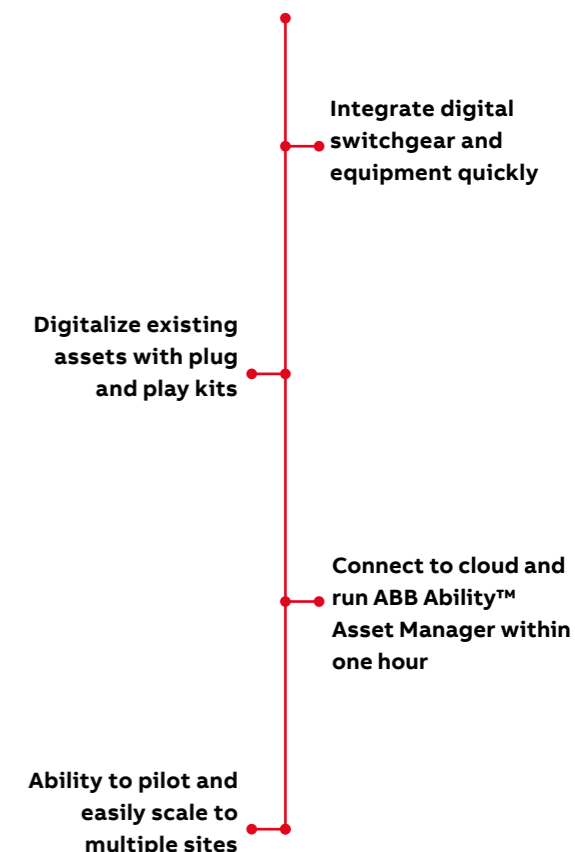 Integrate digital
switchgear and
equipment quickly
Digitalize existing
assets with plug
and play kits
Connect to cloud and
run ABB Ability™
Asset Manager within
one hour
Ability to pilot and
easily scale to
multiple sites